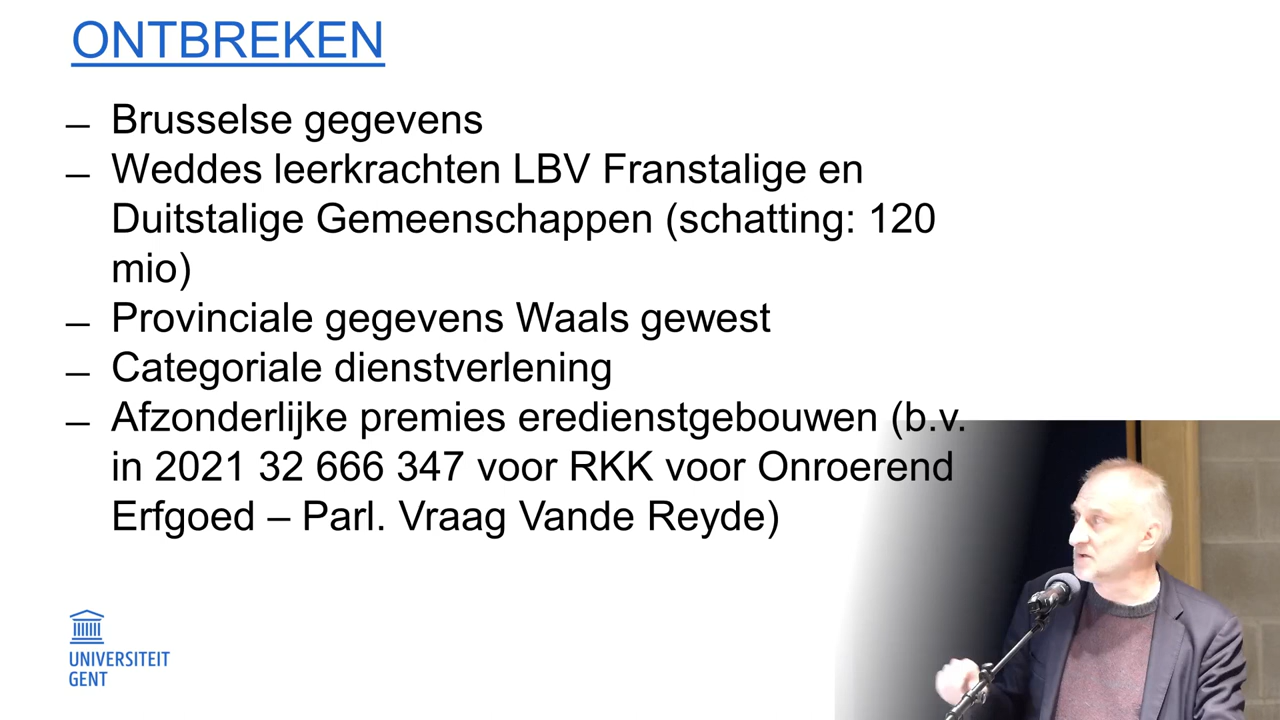 ONTBREKEN
— Brusselse gegevens
— Weddes leerkrachten LBV Franstalige en
Duitstalige Gemeenschappen (schatting: 120
mio)
— Provinciale gegevens Waals gewest
— Categoriale dienstverlening
— Afzonderlijke premies eredienstgebouwen (b.v.
in 2021 32 666 347 voor RKK voor Onroerend
Erfgoed – Parl. Vraag Vande Reyde)
UNIVERSITEIT
GENT